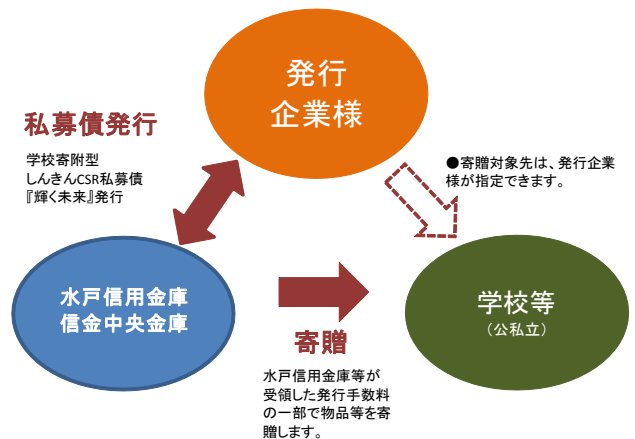 発行
企業様
私募債発行
学校寄附型
しんきんCSR私募債
『輝く未来』発行
●寄贈対象先は、発行企業
様が指定できます。
水戸信用金庫
信金中央金庫
学校等
（公私立）
寄贈
水戸信用金庫等が
受領した発行手数料
の一部で物品等を寄
贈します。